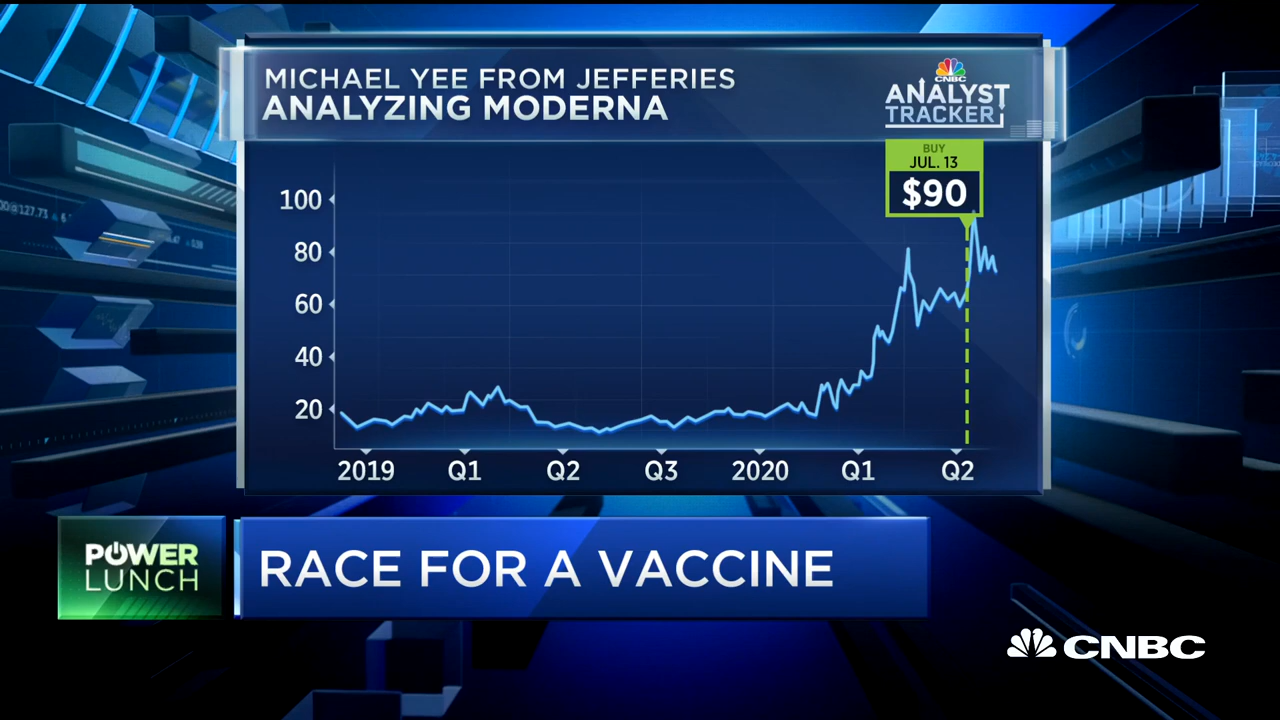 MICHAEL YEE FROM JEFFERIES
ANALYZING MODERNA
CNBC
ANALYST
TRACKER
BUY
JUL. 13
$90
100
80
60
40
20
2019 Q1 Q2 Q3 2020 Q1 Q2
POWER
LUNCH
RACE FOR A VACCINE
CNBC